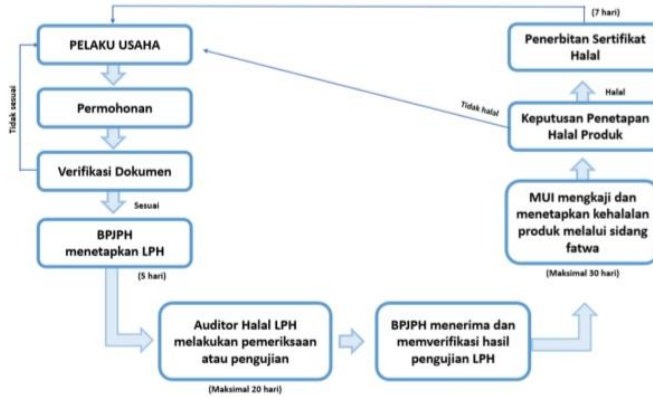 PELAKU USAHA
Permohonan
Tidak sesuai
Verifikasi Dokumen
Sesuai
BPJPH
menetapkan LPH
(5 hari)
Auditor Halal LPH
melakukan pemeriksaan
atau pengujian
(Maksimal 20 hari)
BPJPH menerima dan
memverifikasi hasil
pengujian LPH
MUI mengkaji dan
menetapkan kehalalan
produk melalui sidang
fatwa
(Maksimal 30 hari)
Keputusan Penetapan
Halal Produk
Tidak halal
Halal
Penerbitan Sertifikat
Halal
(7 hari)